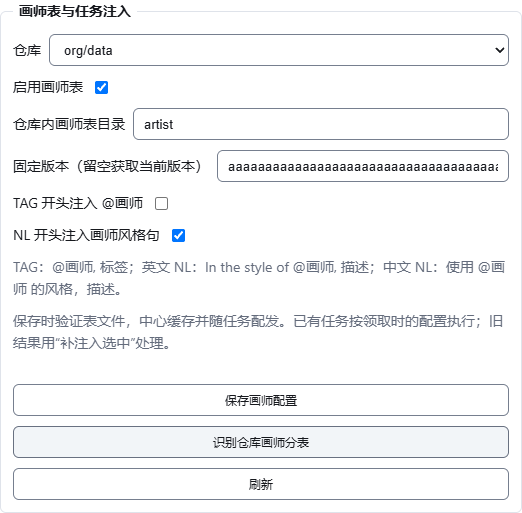 画师表与任务注入
仓库 org/data
启用画师表
仓库内画师表目录 artist
固定版本（留空获取当前版本） aaaaaaaaaaaaaaaaaaaaaaaaaaaaaaaaaaaaa
TAG 开头注入 @画师
NL 开头注入画师风格句
TAG：@画师, 标签；英文 NL：In the style of @画师, 描述；中文 NL：使用 @画
师 的风格，描述。
保存时验证表文件，中心缓存并随任务配发。已有任务按领取时的配置执行；旧
结果用“补注入选中”处理。
保存画师配置
识别仓库画师分表
刷新